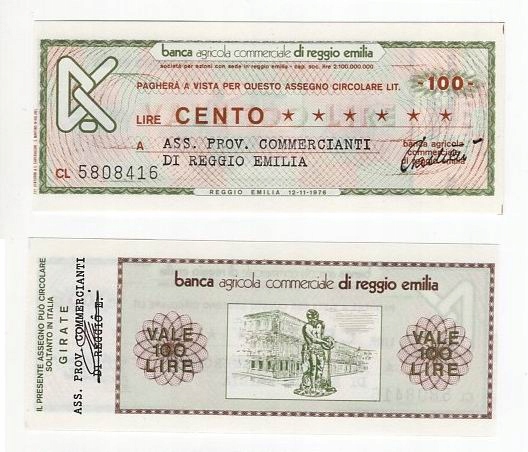 banca agricola commerciale di reggio emilia
società per azioni con sede in reggio emilia - cap. soc. lire 2.100.000.000
PAGHERÀ A VISTA PER QUESTO ASSEGNO CIRCOLARE LIT. -100-
LIRE CENTO ★ ★ ★ ★ ★ ★
A ASS. PROV. COMMERCIANTI
DI REGGIO EMILIA
banca agricola
commerciale
di reggio emilia
CL 5808416
REGGIO EMILIA 12-11-1976
banca agricola commerciale di reggio emilia
IL PRESENTE ASSEGNO PUÒ CIRCOLARE
SOLTANTO IN ITALIA
GIRATE
ASS. PROV. COMMERCIANTI
DI REGGIO E.
VALE
100
LIRE
VALE
100
LIRE